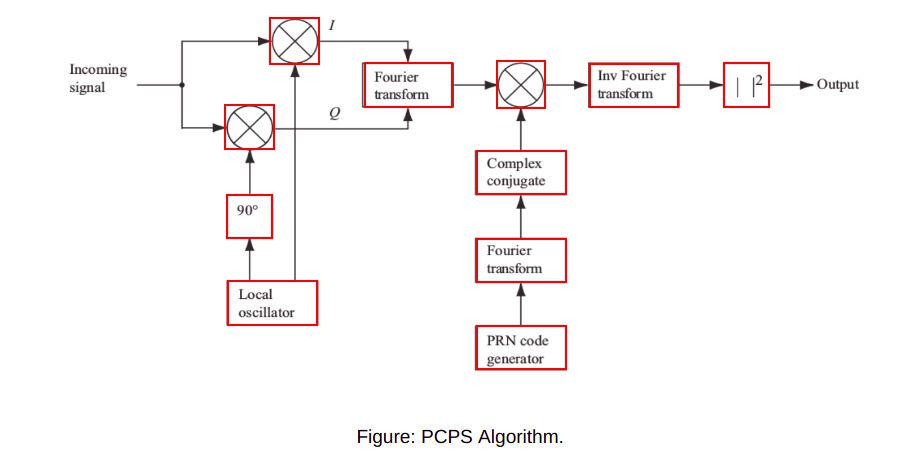 I
Incoming
signal
Fourier
transform
Inv Fourier
transform
| |²
Output
Q
Complex
conjugate
90°
Fourier
transform
Local
oscillator
PRN code
generator
Figure: PCPS Algorithm.